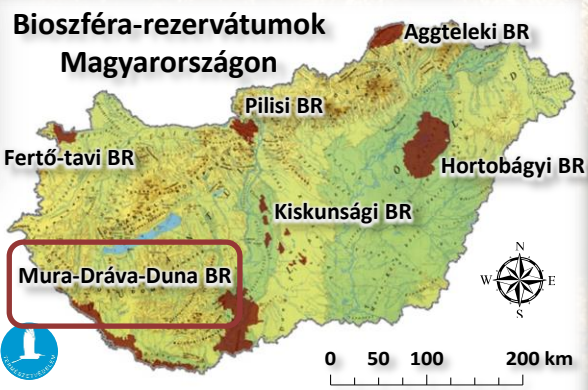 Bioszféra-rezervátumok
Magyarországon
Aggteleki BR
Pilisi BR
Fertő-tavi BR
Hortobágyi BR
Kiskunsági BR
Mura-Dráva-Duna BR
N
W E
S
TERMÉSZETVÉDELEM
0 50 100 200 km